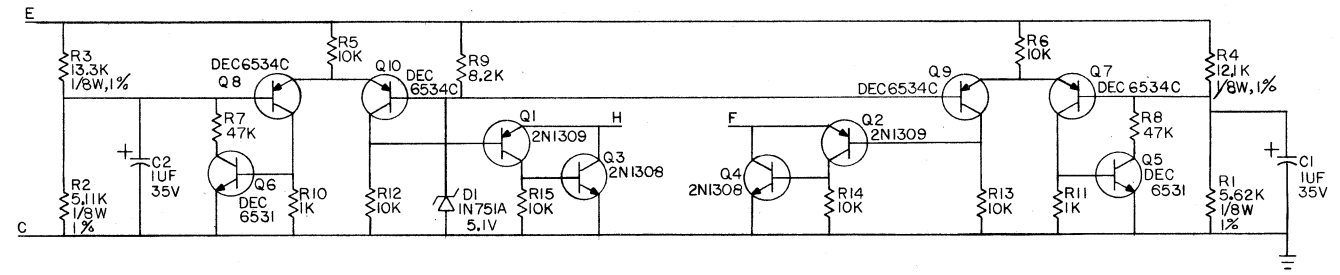 E
R3
13.3K
1/8W,1%
DEC6534C
Q8
R5
10K
Q10
DEC
6534C
R9
8.2K
R6
10K
Q9
DEC6534C
Q7
DEC 6534C
R4
12.1K
1/8W,1%
R7
47K
Q1
2N1309
H
F
Q2
2N1309
R8
47K
+
C2
1UF
35V
Q6
DEC
6531
Q3
2N1308
Q4
2N1308
Q5
DEC
6531
+
C1
1UF
35V
R2
5.11K
1/8W
1%
R10
1K
R12
10K
D1
1N751A
5.1V
R15
10K
R14
10K
R13
10K
R11
1K
R1
5.62K
1/8W
1%
C